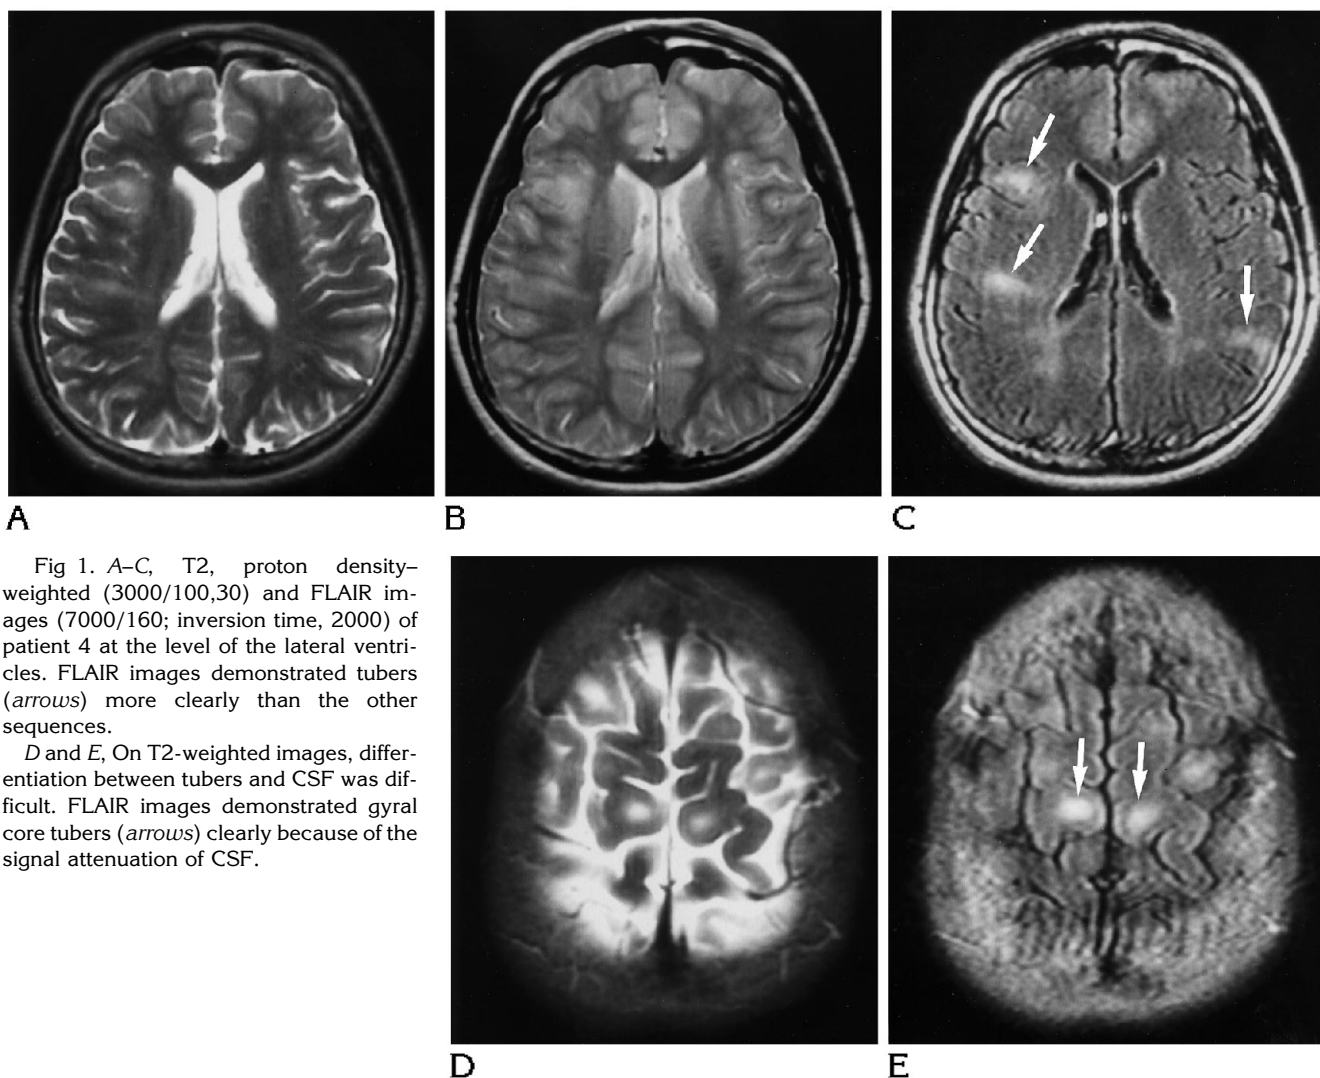 A
B
C
Fig 1. A–C, T2, proton density–
weighted (3000/100,30) and FLAIR im-
ages (7000/160; inversion time, 2000) of
patient 4 at the level of the lateral ventri-
cles. FLAIR images demonstrated tubers
(arrows) more clearly than the other
sequences.
D and E, On T2-weighted images, differ-
entiation between tubers and CSF was dif-
ficult. FLAIR images demonstrated gyral
core tubers (arrows) clearly because of the
signal attenuation of CSF.
D
E